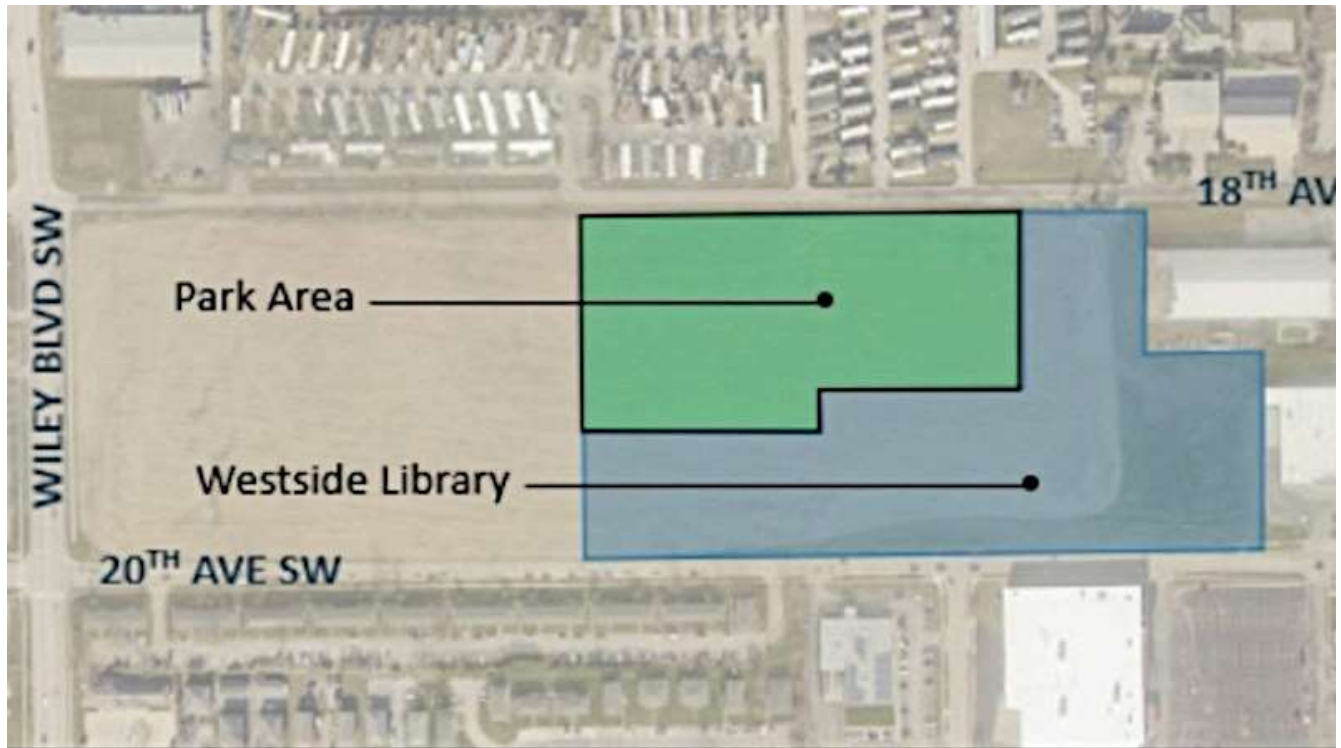 18TH AV
WILEY BLVD SW
Park Area
Westside Library
20TH AVE SW